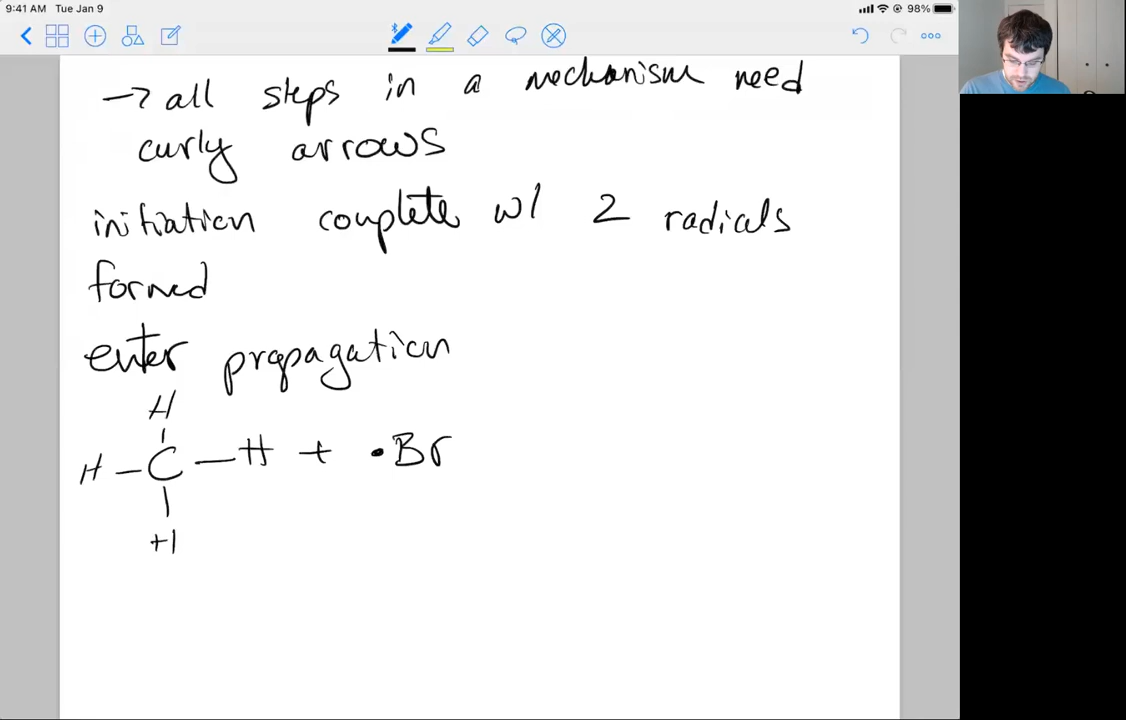 9:41 AM Tue Jan 9 98%
→ all steps in a mechanism need
curly arrows
initiation complete w/ 2 radicals
formed
enter propagation
H
H - C - H + •Br
H